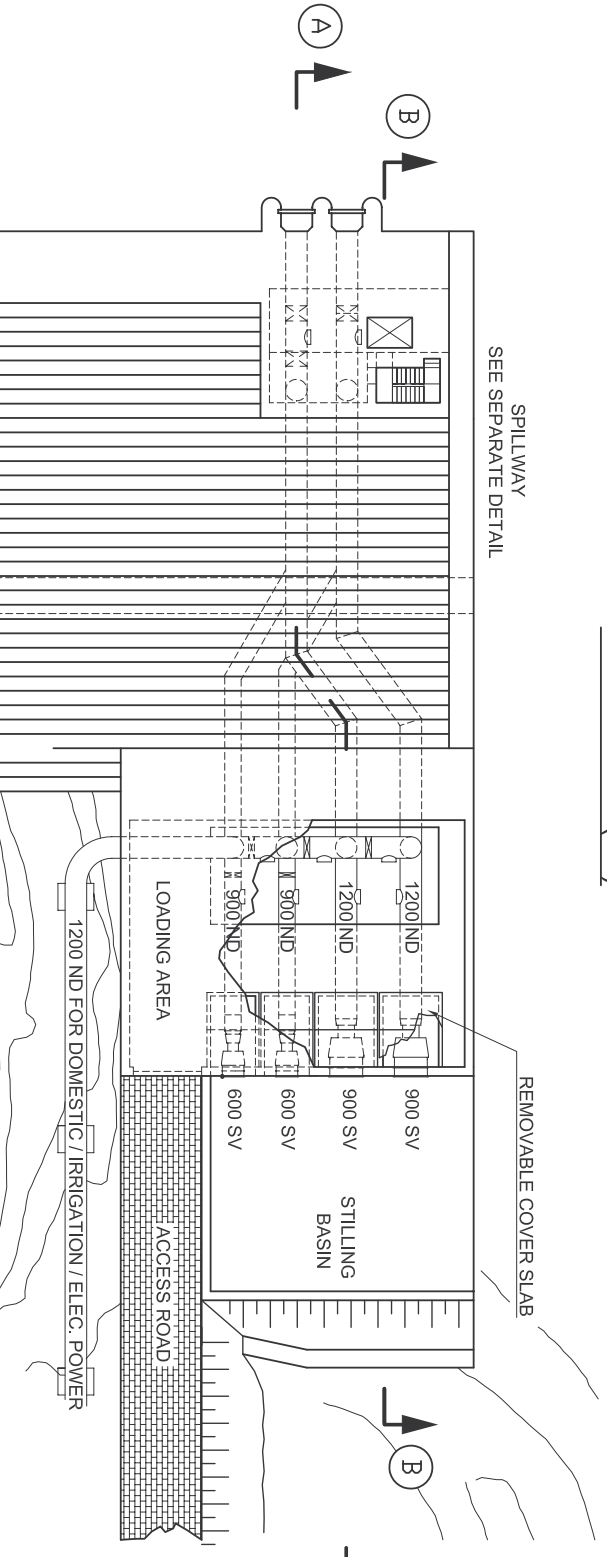 A
B
SPILLWAY
SEE SEPARATE DETAIL
1200 ND
1200 ND
900 ND
900 ND
LOADING AREA
1200 ND FOR DOMESTIC / IRRIGATION / ELEC. POWER
REMOVABLE COVER SLAB
900 SV
900 SV
600 SV
600 SV
STILLING
BASIN
ACCESS ROAD
B